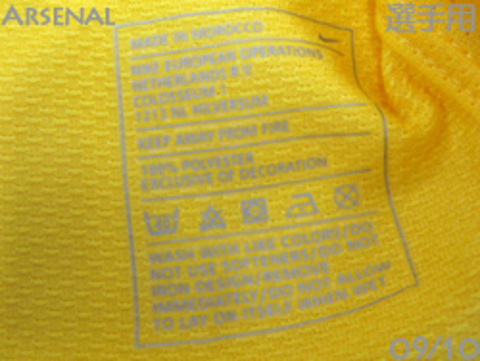 ARSENAL
選手用
MADE IN MOROCCO
NIKE EUROPEAN OPERATIONS
NETHERLANDS B.V
COLOSSEUM 1
1213 NL HILVERSUM
KEEP AWAY FROM FIRE
100% POLYESTER
EXCLUSIVE OF DECORATION
WASH WITH LIKE COLORS/DO
NOT USE SOFTENERS/DO NOT
IRON DESIGN/REMOVE
IMMEDIATELY/DO NOT ALLOW
TO LAY ON ITSELF WHEN WET
09/10